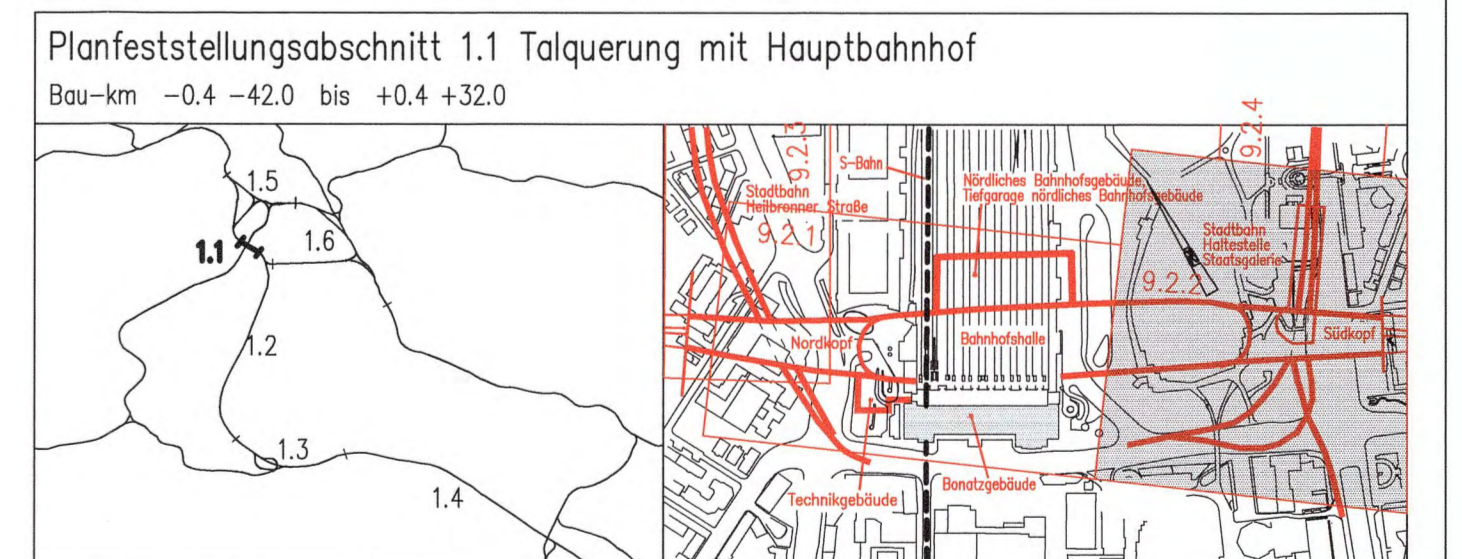 Planfeststellungsabschnitt 1.1 Talquerung mit Hauptbahnhof
Bau-km -0.4 -42.0 bis +0.4 +32.0
1.5
1.6
1.1
1.2
1.3
1.4
9.2.3
S-Bahn
9.2.4
Stadtbahn
Heilbronner Straße
9.2.1
Nördliches Bahnhofsgebäude,
Tiefgarage nördliches Bahnhofsgebäude
Stadtbahn
Haltestelle
Staatsgalerie
9.2.2
Nordkopf
Bahnhofshalle
Südkopf
Technikgebäude
Bonatzgebäude